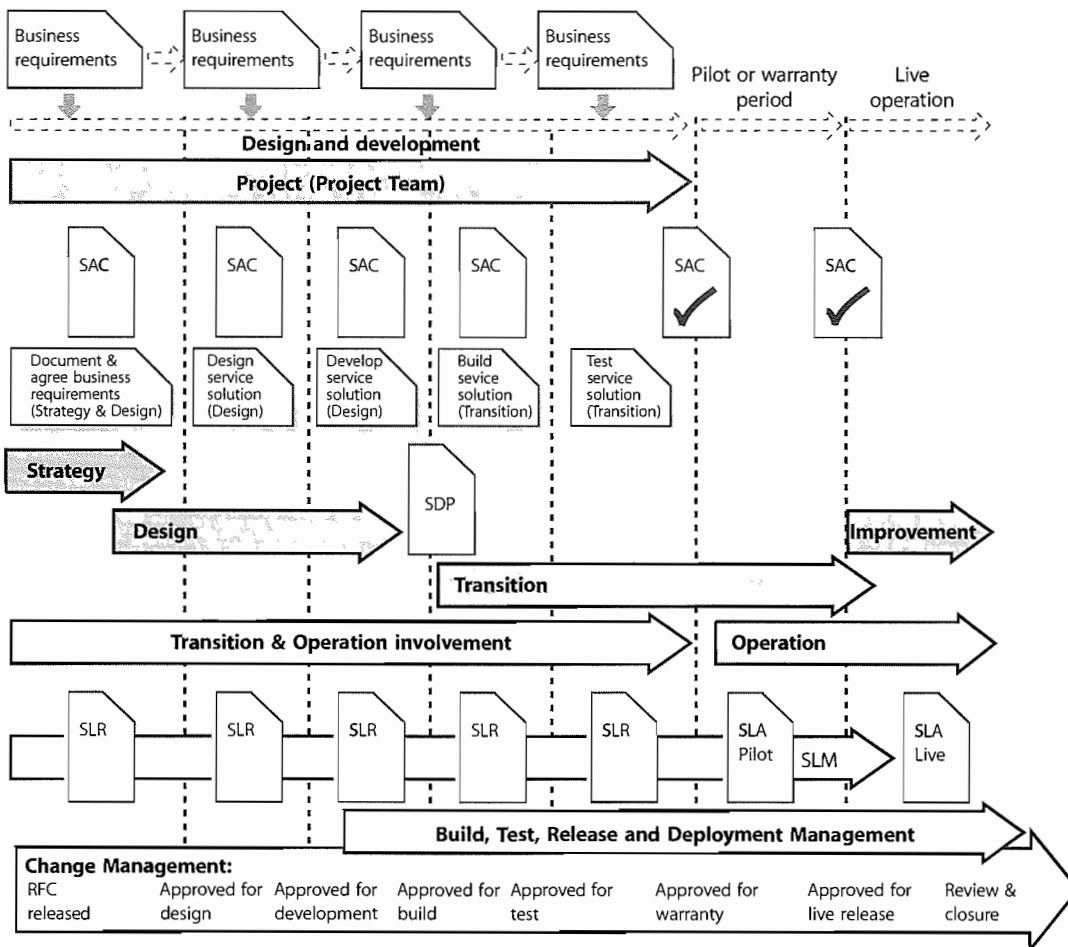 Business
requirements
Business
requirements
Business
requirements
Business
requirements
Pilot or warranty
period
Live
operation
Design and development
Project (Project Team)
SAC
SAC
SAC
SAC
SAC
SAC
Document &
agree business
requirements
(Strategy & Design)
Design
service
solution
(Design)
Develop
service
solution
(Design)
Build
sevice
solution
(Transition)
Test
service
solution
(Transition)
Strategy
SDP
Design
Improvement
Transition
Transition & Operation involvement
Operation
SLR
SLR
SLR
SLR
SLR
SLA
Pilot
SLM
SLA
Live
Build, Test, Release and Deployment Management
Change Management:
RFC
released
Approved for
design
Approved for
development
Approved for
build
Approved for
test
Approved for
warranty
Approved for
live release
Review &
closure